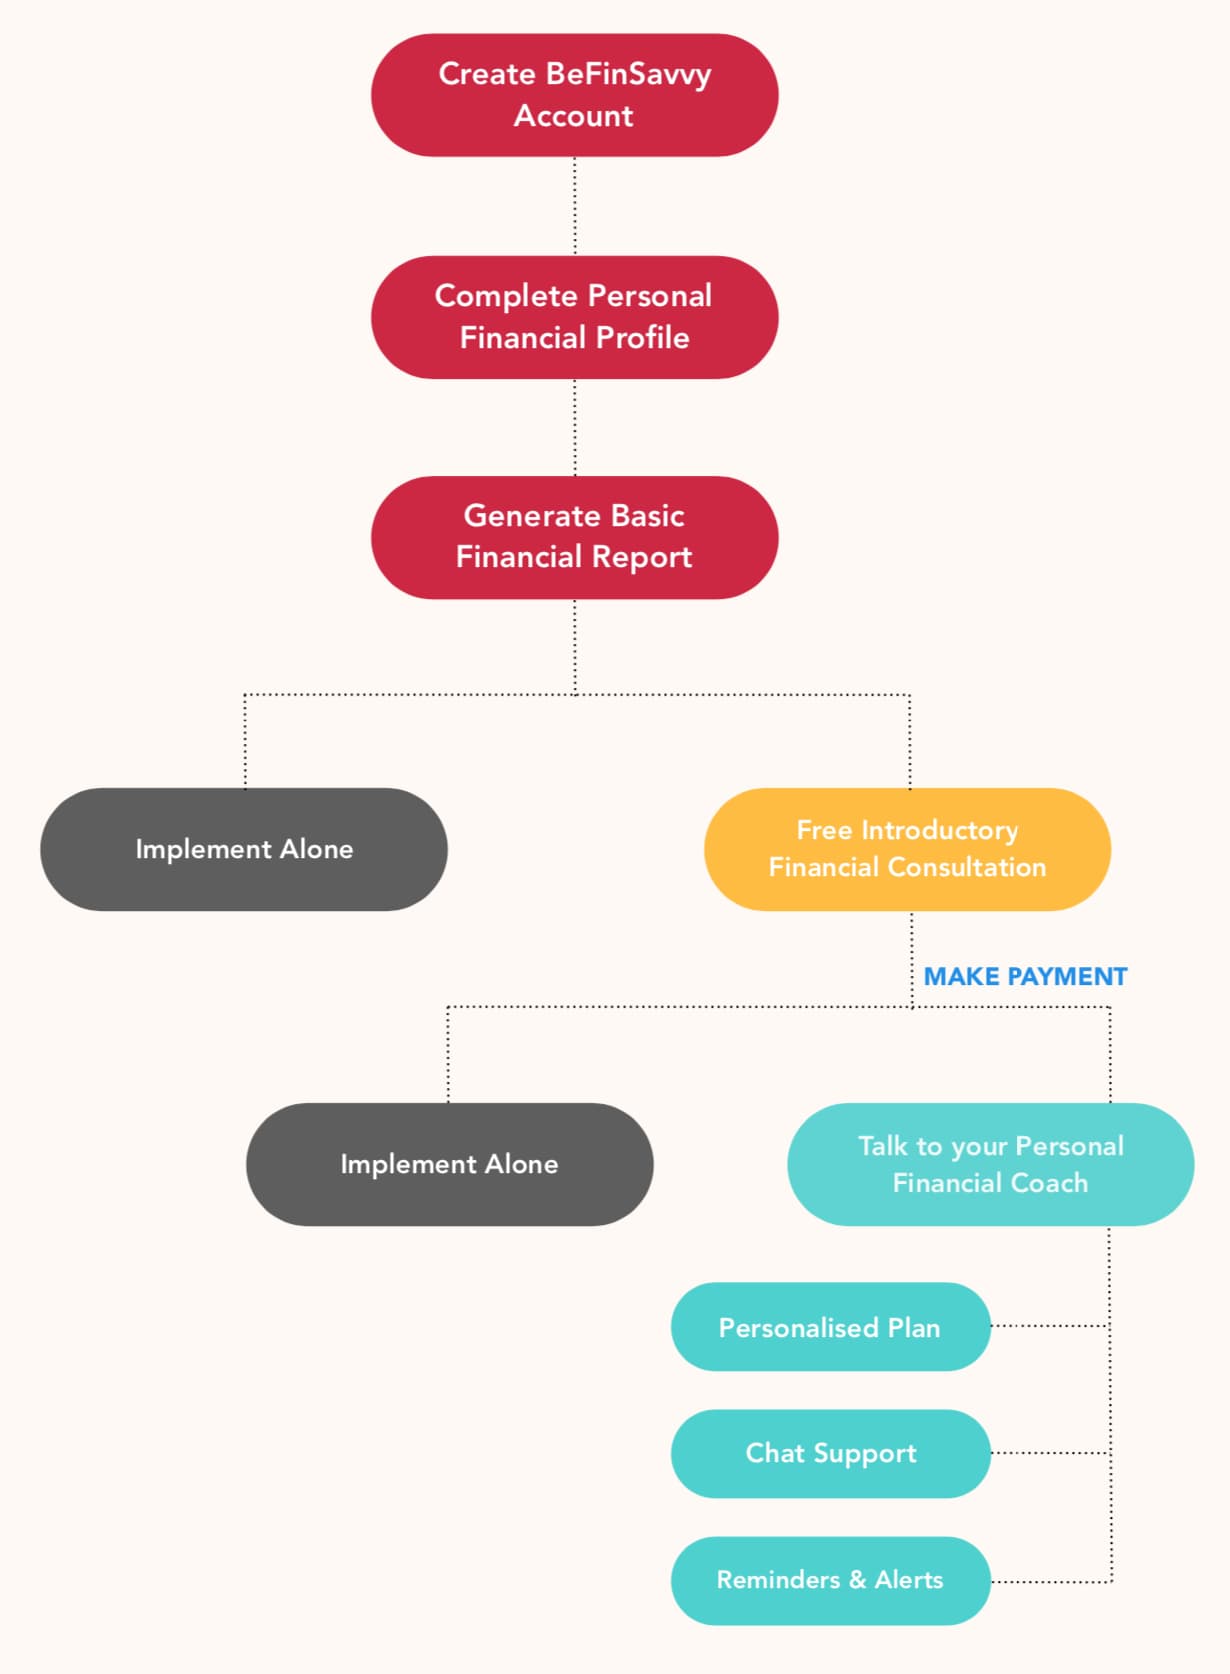 Create BeFinSavvy
Account
Complete Personal
Financial Profile
Generate Basic
Financial Report
Implement Alone
Free Introductory
Financial Consultation
MAKE PAYMENT
Implement Alone
Talk to your Personal
Financial Coach
Personalised Plan
Chat Support
Reminders & Alerts